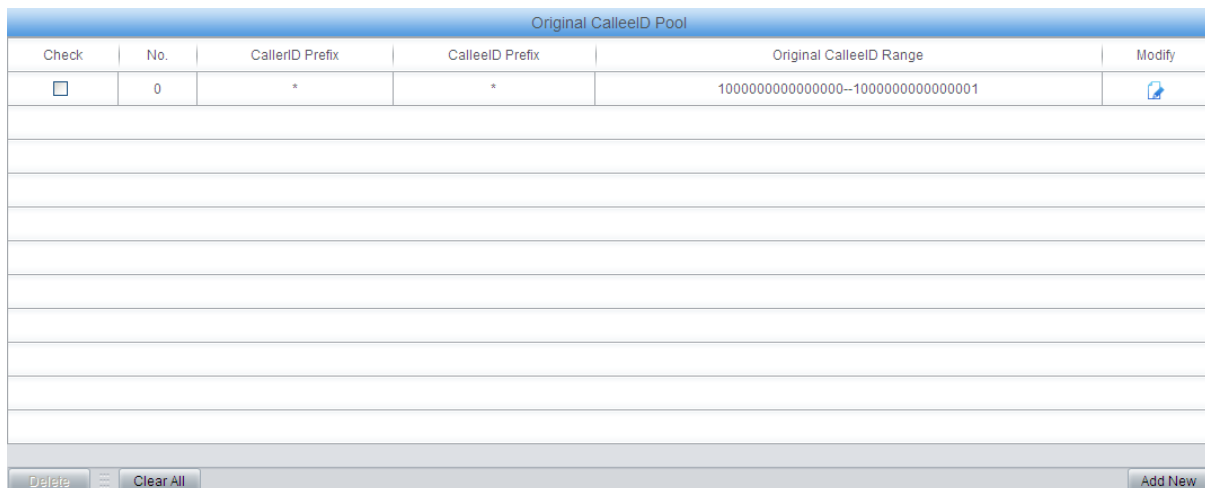 Original CalleeID Pool
Check No. CallerID Prefix CalleeID Prefix Original CalleeID Range Modify
0 * * 1000000000000000--1000000000000001
Delete Clear All Add New